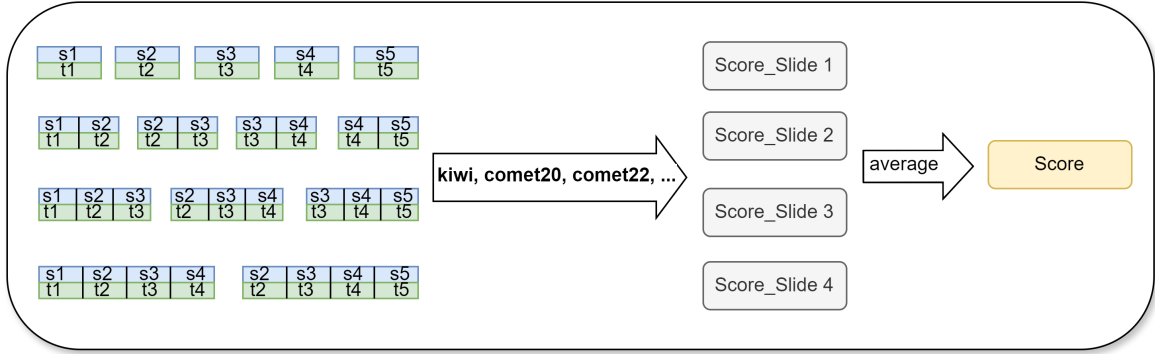 s1 s2 s3 s4 s5
t1 t2 t3 t4 t5
s1 s2 s2 s3 s3 s4 s4 s5
t1 t2 t2 t3 t3 t4 t4 t5
s1 s2 s3 s2 s3 s4 s3 s4 s5
t1 t2 t3 t2 t3 t4 t3 t4 t5
s1 s2 s3 s4 s2 s3 s4 s5
t1 t2 t3 t4 t2 t3 t4 t5
kiwi, comet20, comet22, ...
Score_Slide 1
Score_Slide 2
Score_Slide 3
Score_Slide 4
average
Score